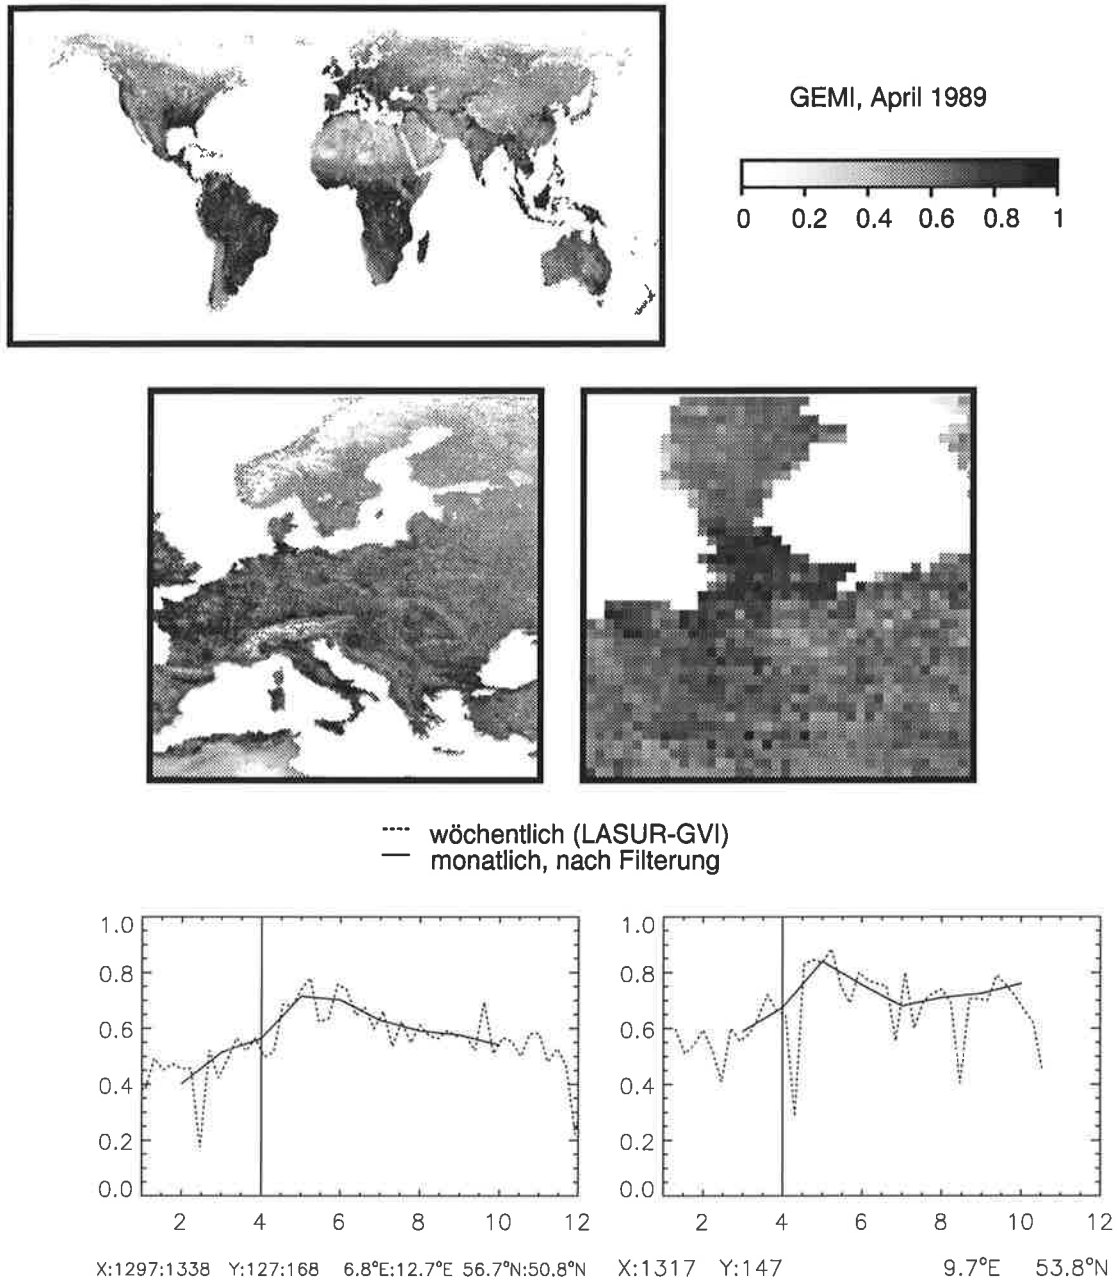 GEMI, April 1989
0 0.2 0.4 0.6 0.8 1
wöchentlich (LASUR-GVI)
monatlich, nach Filterung
1.0
0.8
0.6
0.4
0.2
0.0
2 4 6 8 10 12
X:1297:1338 Y:127:168 6.8°E:12.7°E 56.7°N:50.8°N
1.0
0.8
0.6
0.4
0.2
0.0
2 4 6 8 10 12
X:1317 Y:147 9.7°E 53.8°N